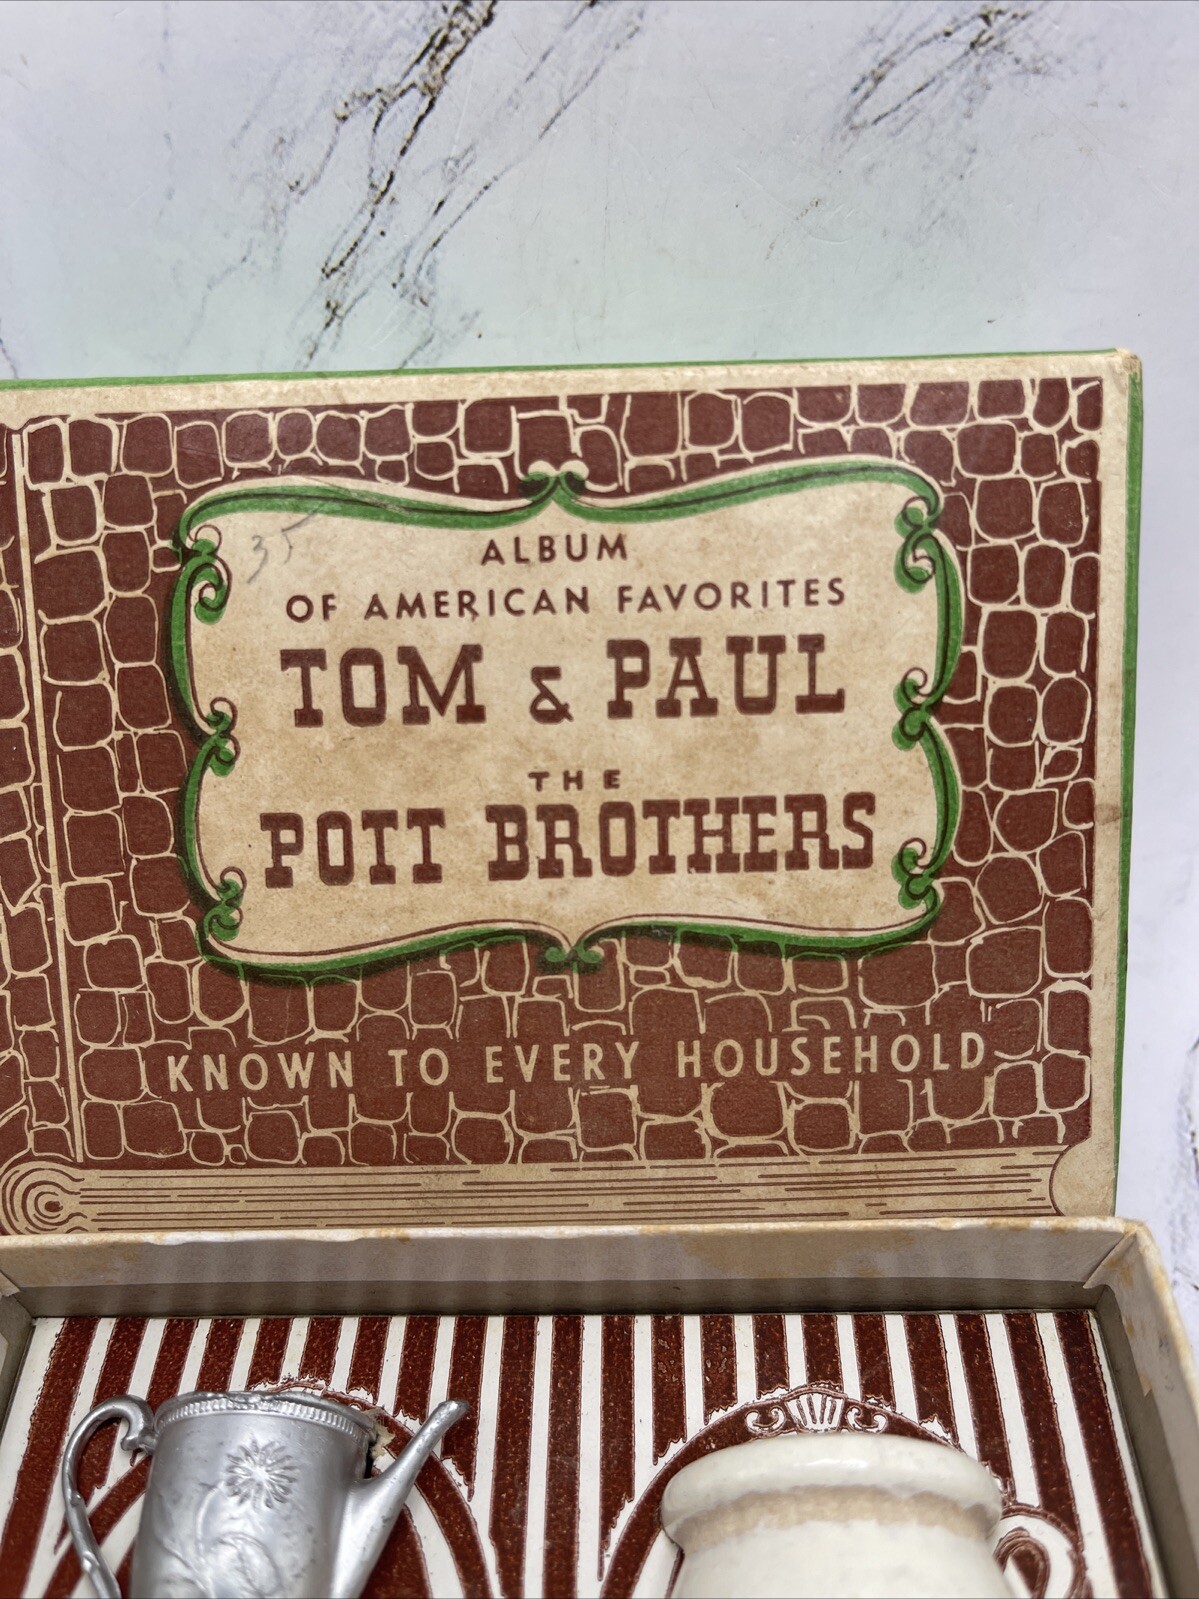 35
ALBUM
OF AMERICAN FAVORITES
TOM & PAUL
THE
POTT BROTHERS
KNOWN TO EVERY HOUSEHOLD